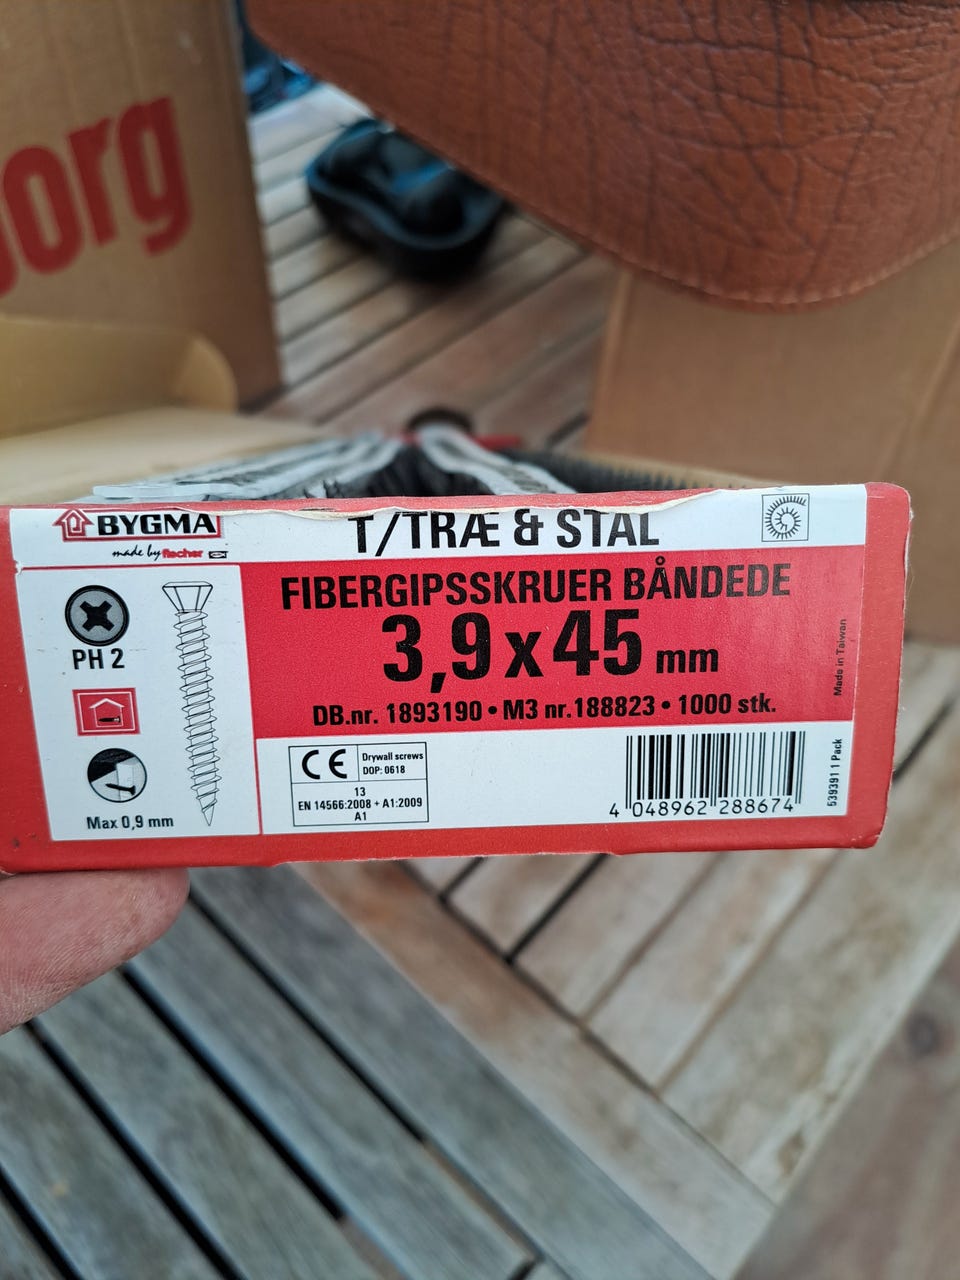 org
BYGMA
made by fischer
T/TRÆ & STÅL
FIBERGIPSSKRUER BÅNDEDE
3,9 x 45 mm
DB.nr. 1893190 • M3 nr.188823 • 1000 stk.
PH 2
Max 0,9 mm
CE
Drywall screws
DOP: 0618
13
EN 14566:2008 + A1:2009
A1
4 048962 288674
Made in Taiwan
539391 1 Pack